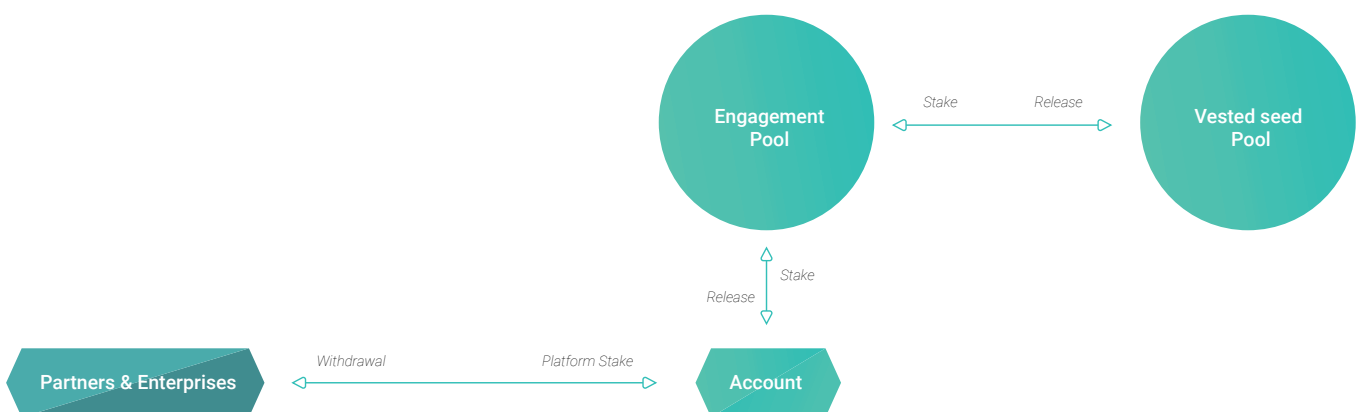 Engagement
Pool
Stake
Release
Vested seed
Pool
Stake
Release
Withdrawal
Platform Stake
Partners & Enterprises
Account